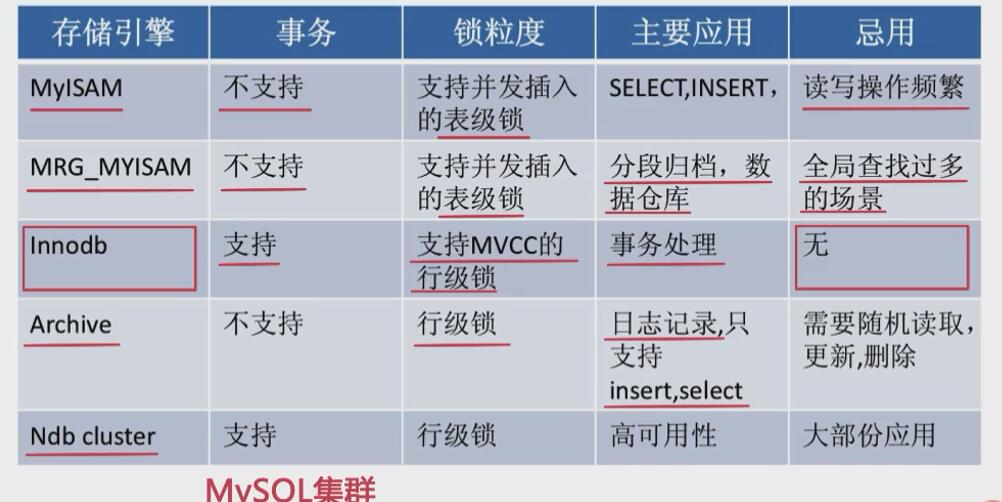 存储引擎 事务 锁粒度 主要应用 忌用
MyISAM 不支持 支持并发插入 SELECT,INSERT, 读写操作频繁
的表级锁
MRG_MYISAM 不支持 支持并发插入 分段归档，数 全局查找过多
的表级锁 据仓库 的场景
Innodb 支持 支持MVCC的 事务处理 无
行级锁
Archive 不支持 行级锁 日志记录,只 需要随机读取，
支持 更新,删除
insert,select
Ndb cluster 支持 行级锁 高可用性 大部份应用
MySQL集群